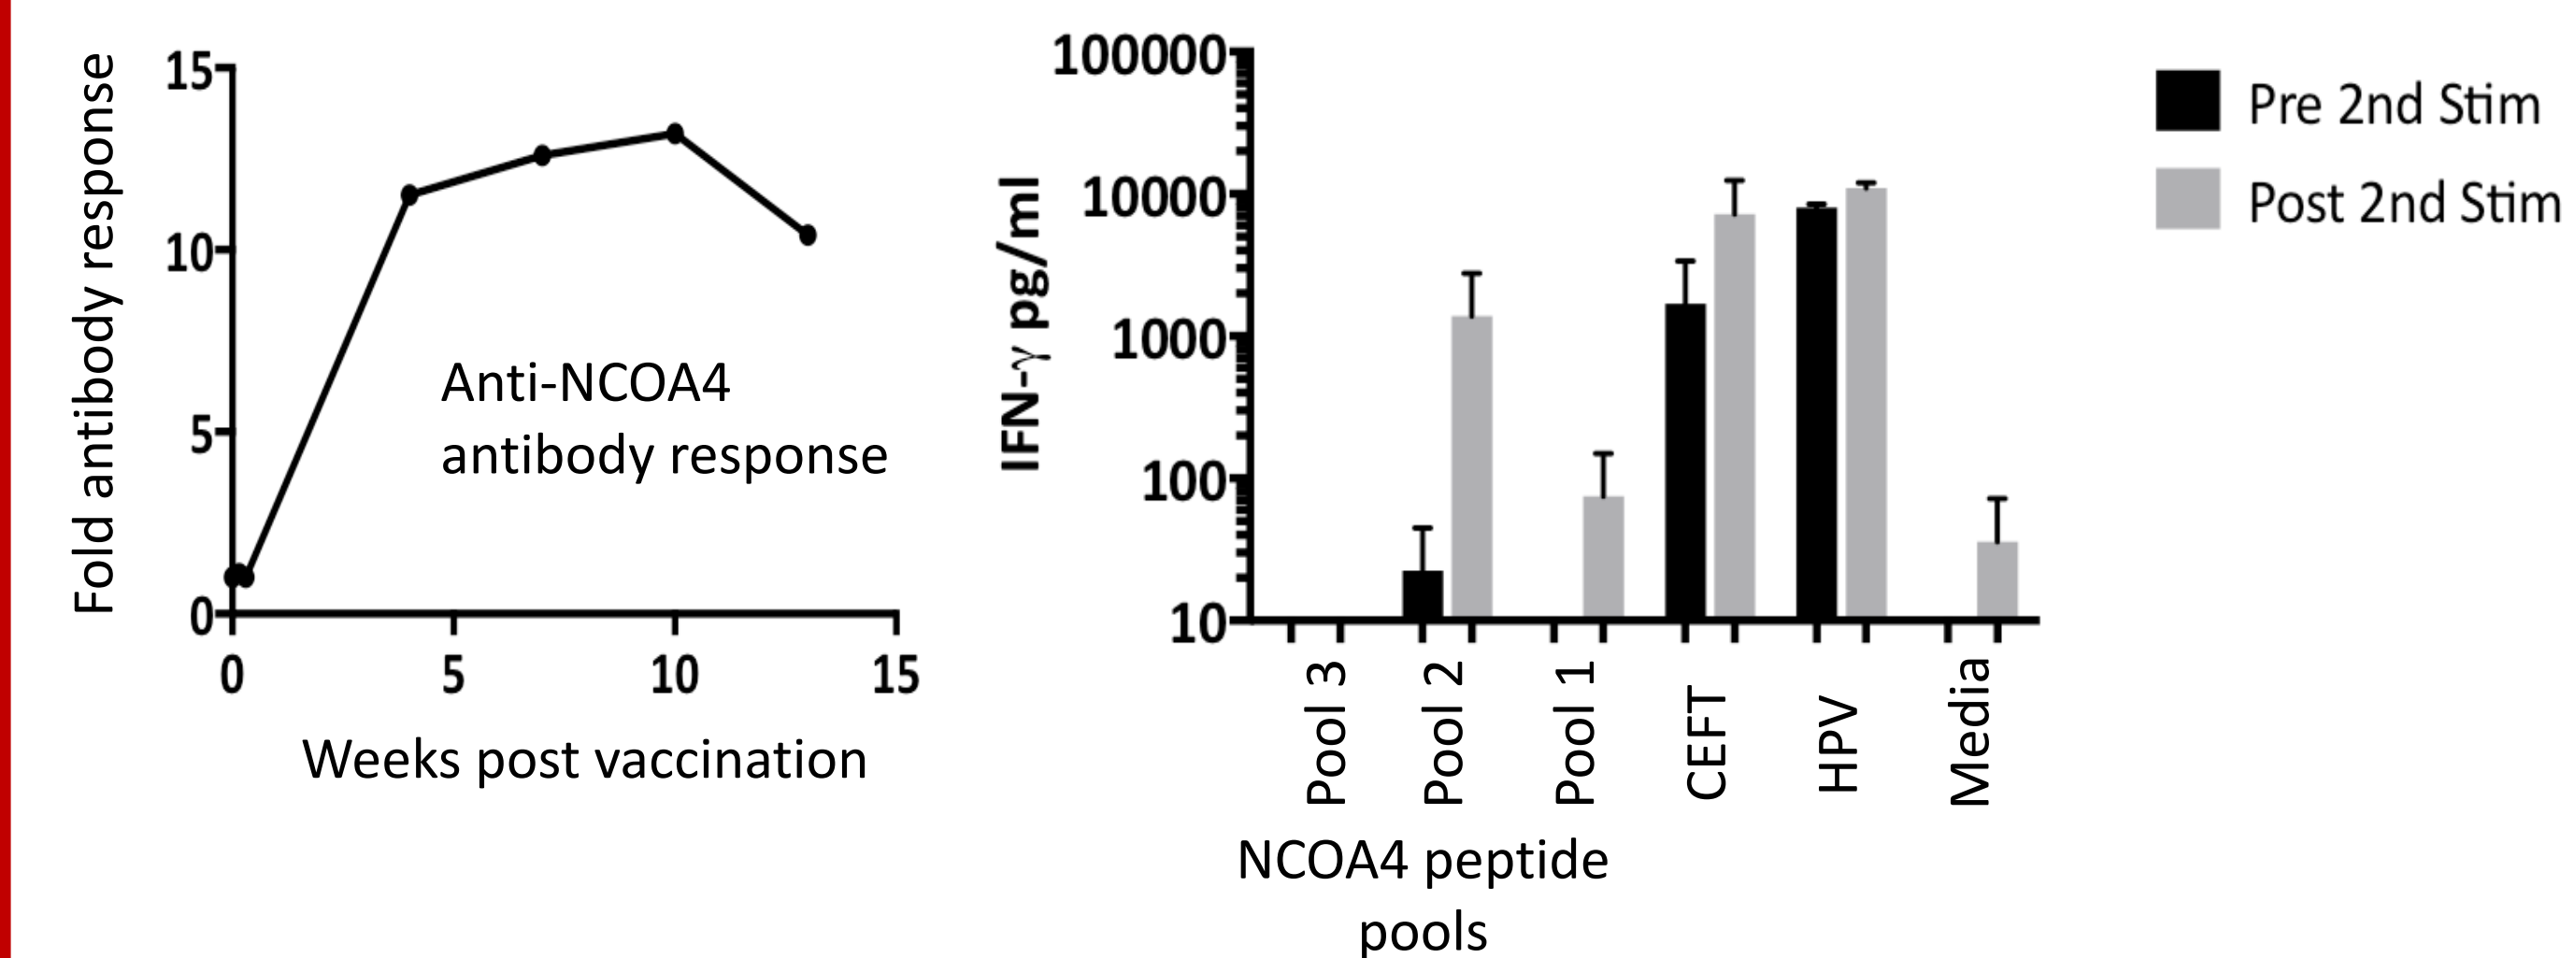 Fold antibody response
15
10
5
0
0 5 10 15
Anti-NCOA4
antibody response
Weeks post vaccination
IFN-γ pg/ml
100000
10000
1000
100
10
Pool 3
Pool 2
Pool 1
CEFT
HPV
Media
NCOA4 peptide
pools
Pre 2nd Stim
Post 2nd Stim